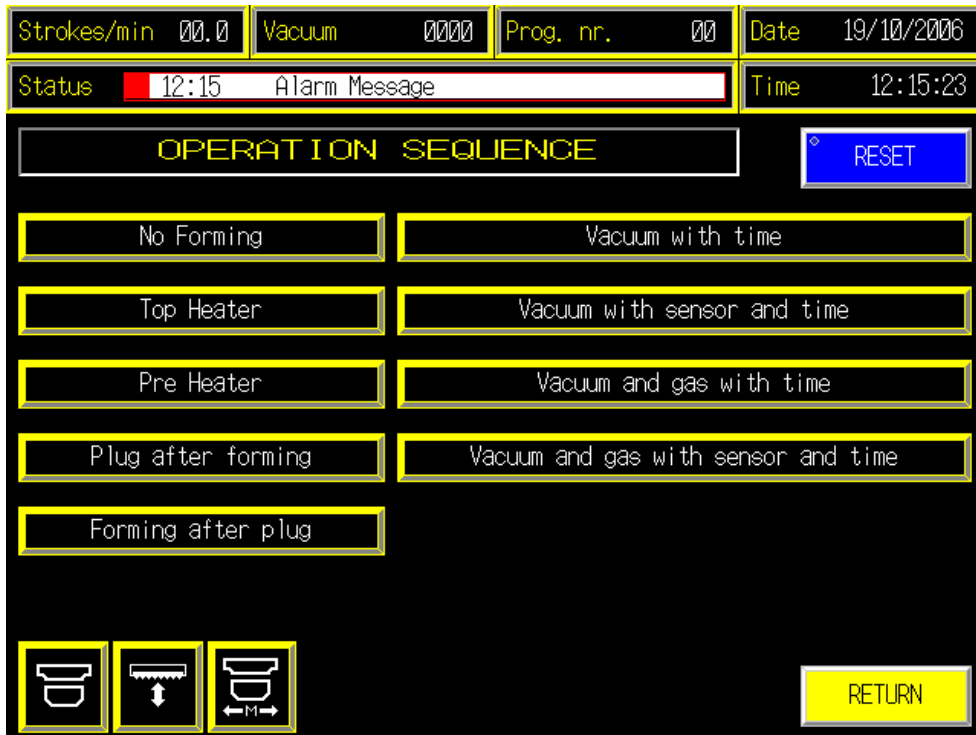 Strokes/min 00.0 Vacuum 0000 Prog. nr. 00 Date 19/10/2006
Status 12:15 Alarm Message Time 12:15:23
OPERATION SEQUENCE RESET
No Forming Vacuum with time
Top Heater Vacuum with sensor and time
Pre Heater Vacuum and gas with time
Plug after forming Vacuum and gas with sensor and time
Forming after plug
M
RETURN